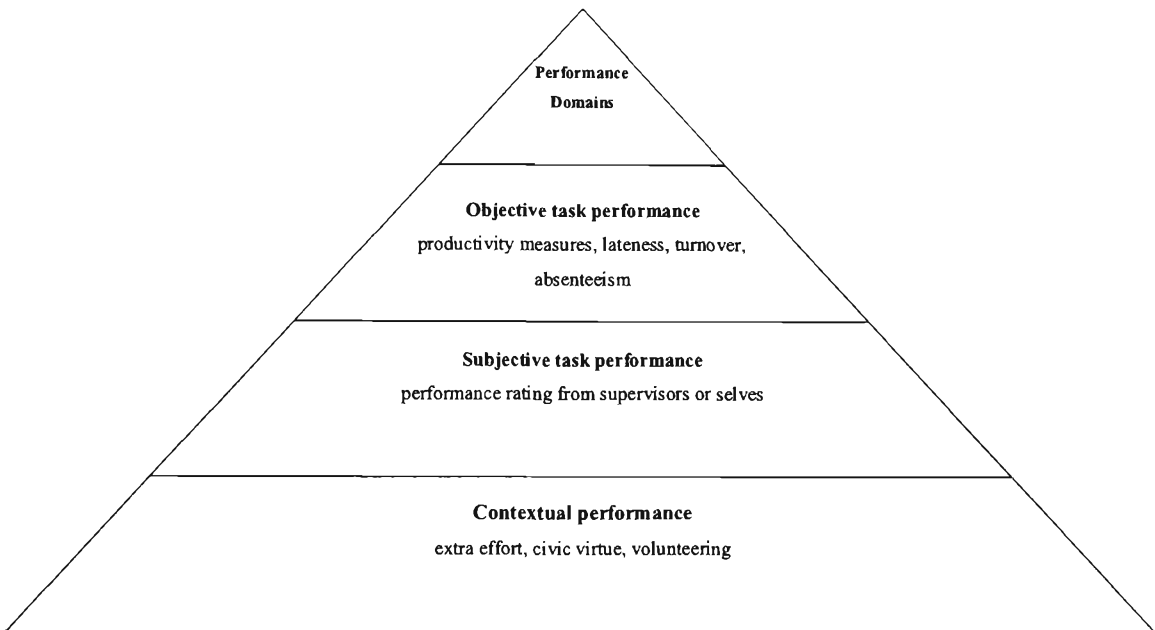 Performance
Domains
Objective task performance
productivity measures, lateness, turnover,
absenteeism
Subjective task performance
performance rating from supervisors or selves
Contextual performance
extra effort, civic virtue, volunteering